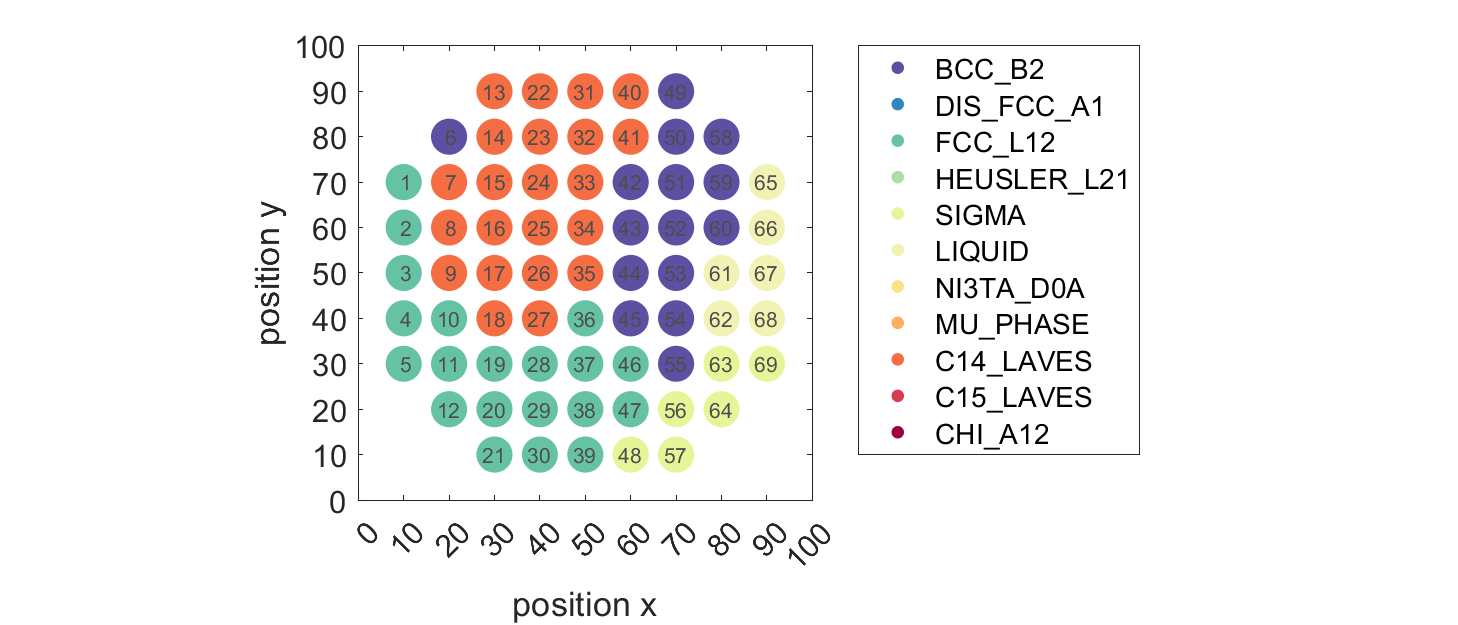 100
90 13 22 31 40 49
80 6 14 23 32 41 50 58
70 1 7 15 24 33 42 51 59 65
60 2 8 16 25 34 43 52 60 66
50 3 9 17 26 35 44 53 61 67
40 4 10 18 27 36 45 54 62 68
30 5 11 19 28 37 46 55 63 69
20 12 20 29 38 47 56 64
10 21 30 39 48 57
0
position y
0 10 20 30 40 50 60 70 80 90 100
position x
BCC_B2
DIS_FCC_A1
FCC_L12
HEUSLER_L21
SIGMA
LIQUID
NI3TA_D0A
MU_PHASE
C14_LAVES
C15_LAVES
CHI_A12